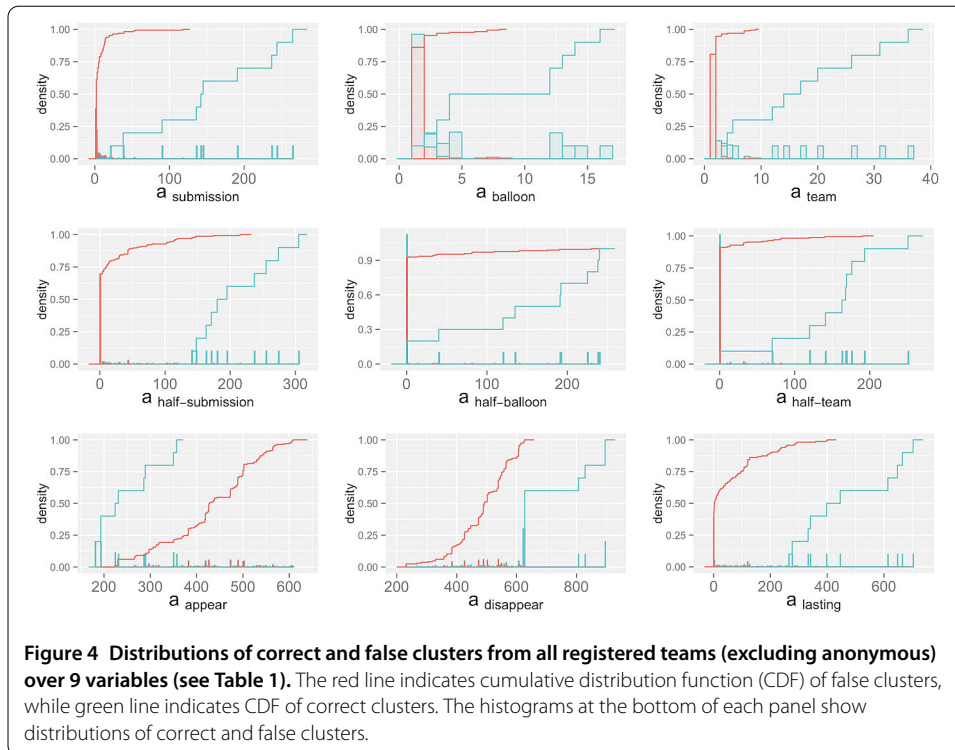 1.00
0.75
0.50
0.25
0.00
density
0 100 200
a submission
1.00
0.75
0.50
0.25
0.00
density
0 5 10 15
a balloon
1.00
0.75
0.50
0.25
0.00
density
0 10 20 30 40
a team
1.00
0.75
0.50
0.25
0.00
density
0 100 200 300
a half-submission
0.9
0.6
0.3
0.0
density
0 100 200
a half-balloon
1.00
0.75
0.50
0.25
0.00
density
0 100 200
a half-team
1.00
0.75
0.50
0.25
0.00
density
200 300 400 500 600
a appear
1.00
0.75
0.50
0.25
0.00
density
200 400 600 800
a disappear
1.00
0.75
0.50
0.25
0.00
density
0 200 400 600
a lasting
Figure 4 Distributions of correct and false clusters from all registered teams (excluding anonymous)
over 9 variables (see Table 1). The red line indicates cumulative distribution function (CDF) of false clusters,
while green line indicates CDF of correct clusters. The histograms at the bottom of each panel show
distributions of correct and false clusters.